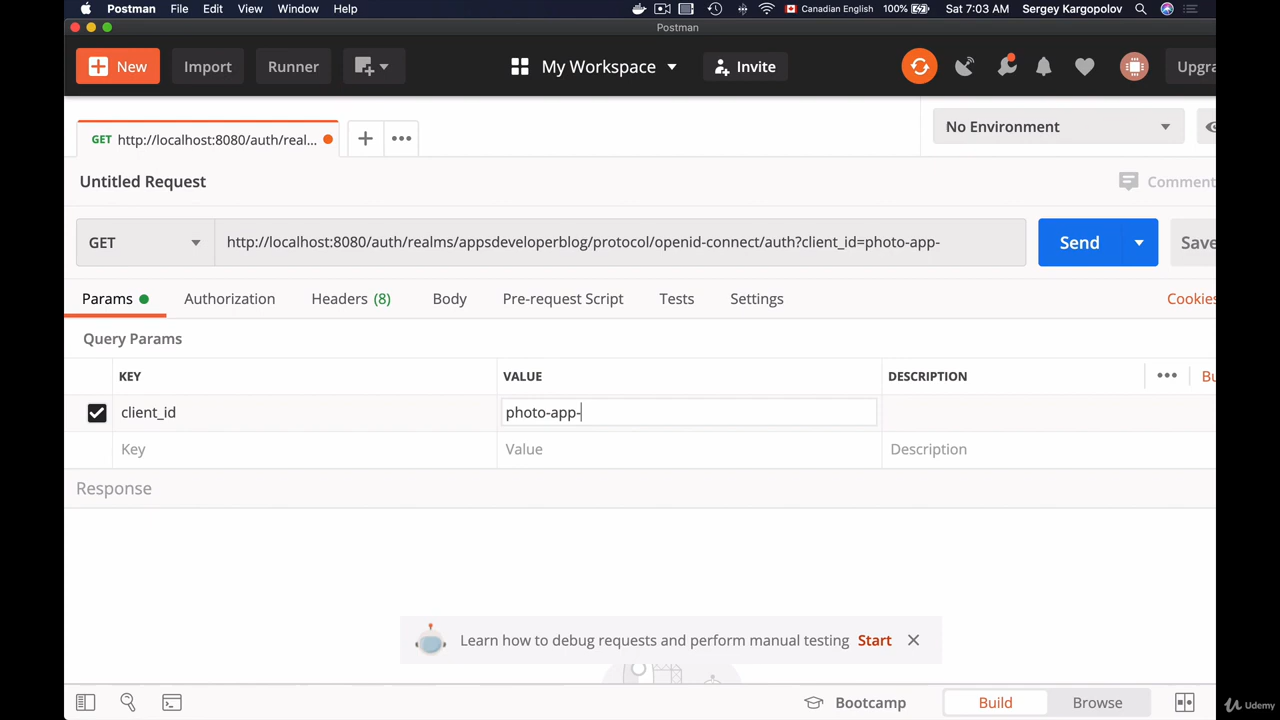 Postman File Edit View Window Help Canadian English 100% Sat 7:03 AM Sergey Kargopolov
Postman
New Import Runner My Workspace Invite Upgra
GET http://localhost:8080/auth/real... No Environment
Untitled Request Comment
GET http://localhost:8080/auth/realms/appsdeveloperblog/protocol/openid-connect/auth?client_id=photo-app- Send Save
Params Authorization Headers (8) Body Pre-request Script Tests Settings Cookies
Query Params
KEY VALUE DESCRIPTION ••• Bu
client_id photo-app-
Key Value Description
Response
Learn how to debug requests and perform manual testing Start
Bootcamp Build Browse
Udemy